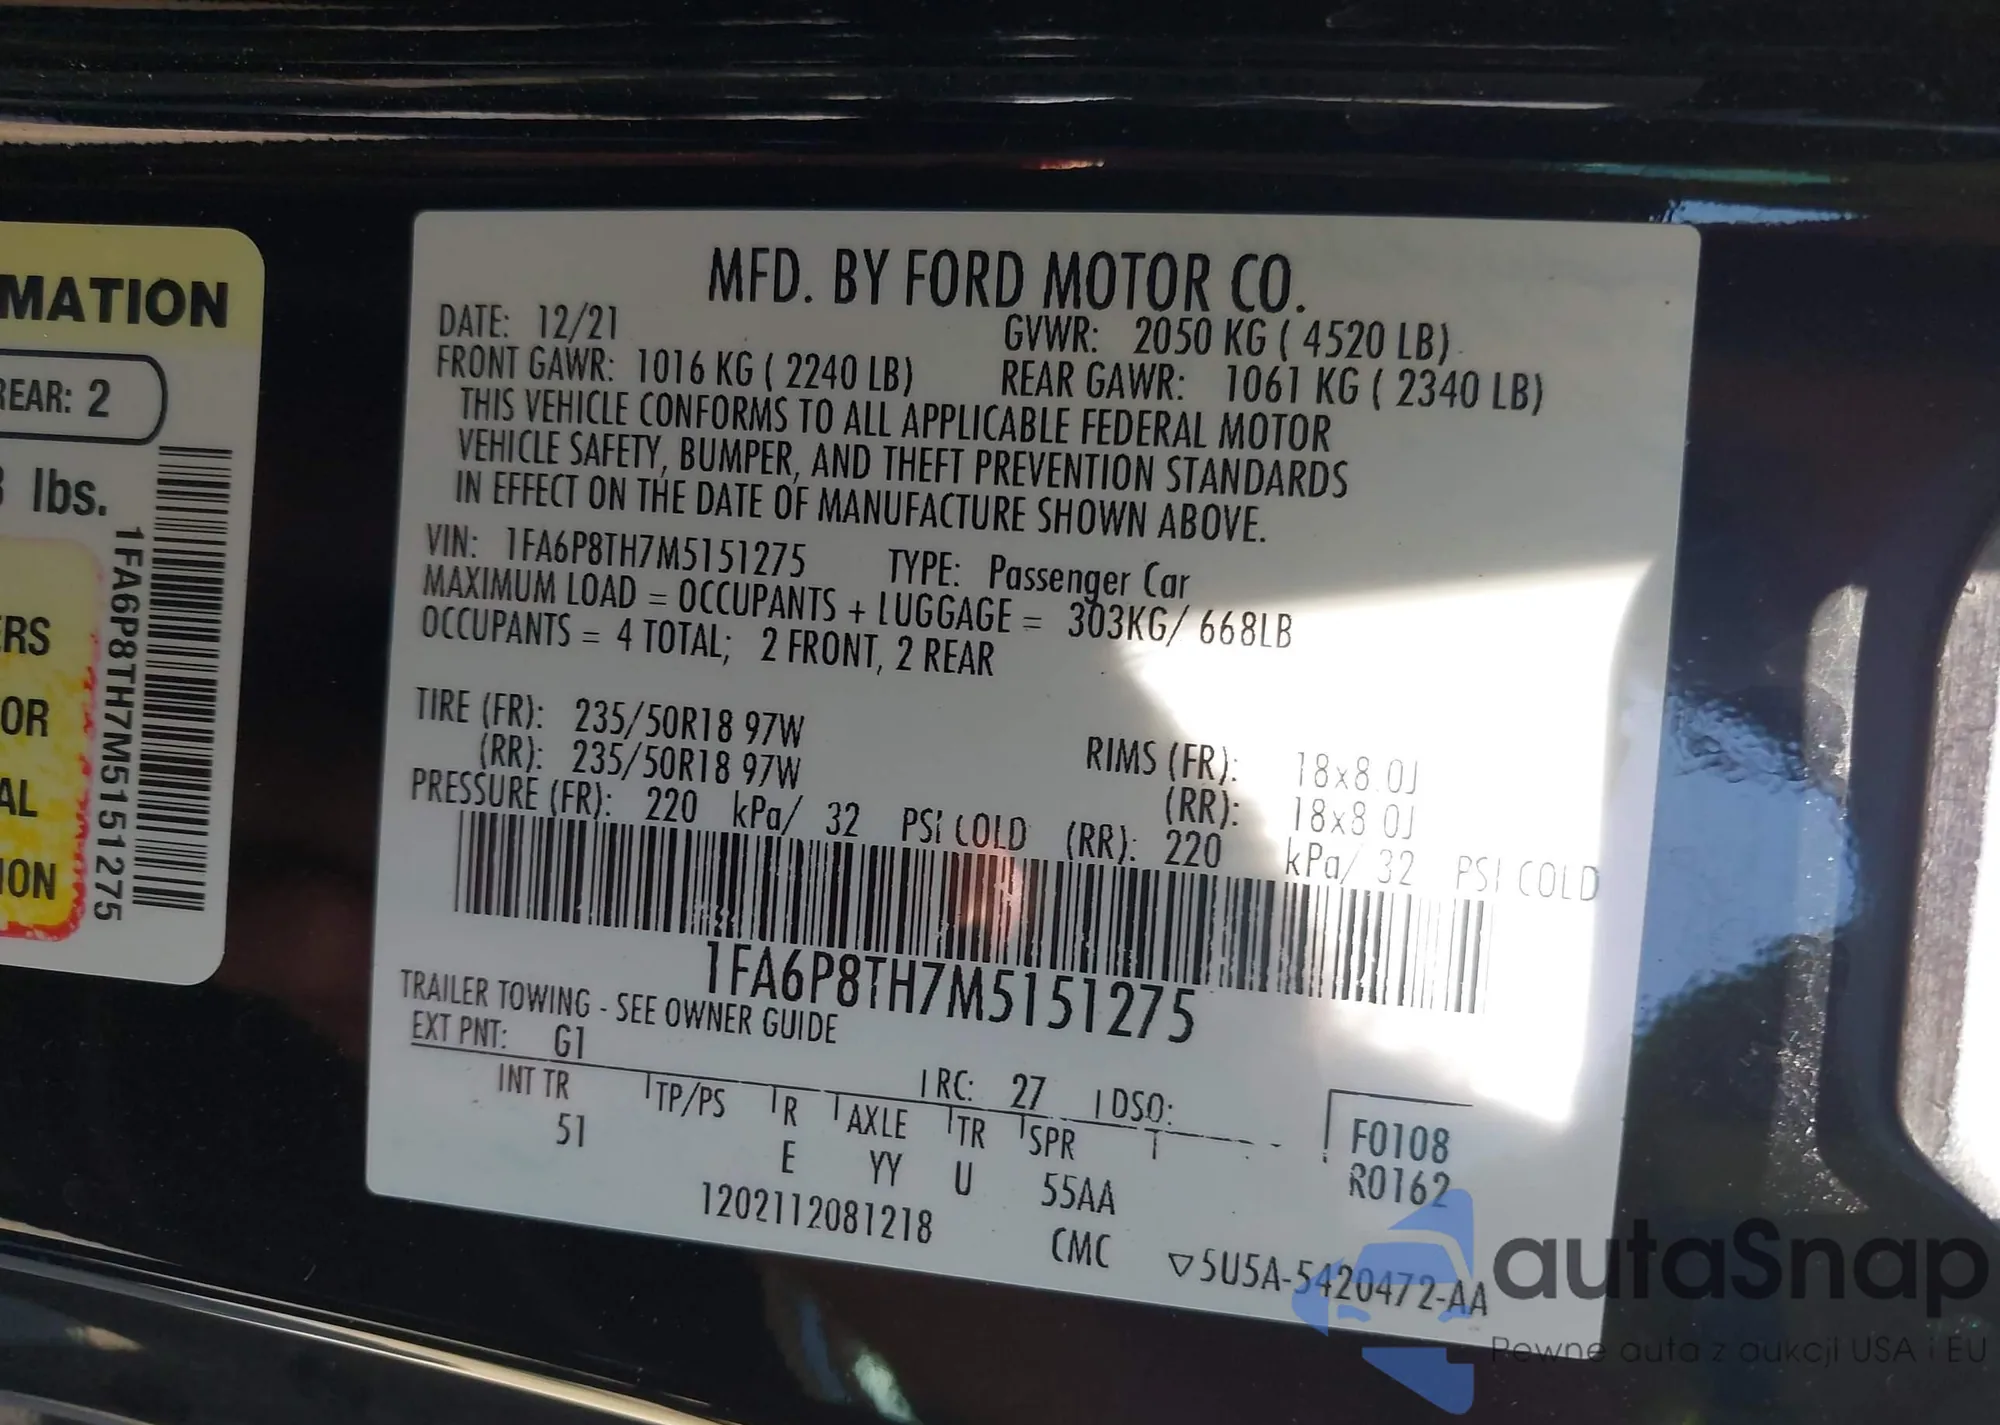 MATION
REAR: 2
lbs.
ERS
OR
AL
ION
1FA6P8TH7M5151275
MFD. BY FORD MOTOR CO.
DATE: 12/21 GVWR: 2050 KG ( 4520 LB)
FRONT GAWR: 1016 KG ( 2240 LB) REAR GAWR: 1061 KG ( 2340 LB)
THIS VEHICLE CONFORMS TO ALL APPLICABLE FEDERAL MOTOR
VEHICLE SAFETY, BUMPER, AND THEFT PREVENTION STANDARDS
IN EFFECT ON THE DATE OF MANUFACTURE SHOWN ABOVE.
VIN: 1FA6P8TH7M5151275 TYPE: Passenger Car
MAXIMUM LOAD = OCCUPANTS + LUGGAGE = 303KG/ 668LB
OCCUPANTS = 4 TOTAL; 2 FRONT, 2 REAR
TIRE (FR): 235/50R18 97W RIMS (FR): 18x8.0J
(RR): 235/50R18 97W (RR): 18x8.0J
PRESSURE (FR): 220 kPa/ 32 PSI COLD (RR): 220 kPa/ 32 PSI COLD
1FA6P8TH7M5151275
TRAILER TOWING - SEE OWNER GUIDE
EXT PNT: G1 RC: 27 DSO:
INT TR TP/PS R AXLE TR SPR F0108
51 E YY U 55AA R0162
1202112081218 CMC ▽5U5A-5420472-AA
autaSnap
Pewne auta z aukcji USA i EU